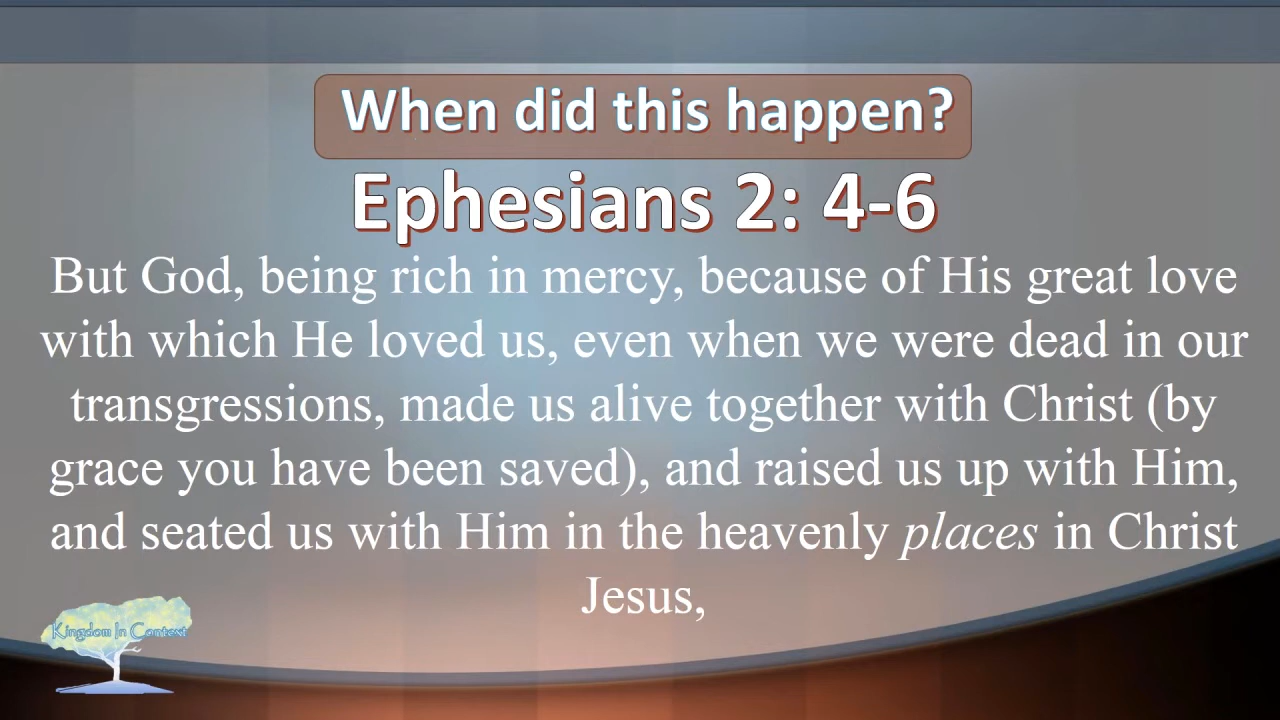 When did this happen?
Ephesians 2: 4-6
But God, being rich in mercy, because of His great love
with which He loved us, even when we were dead in our
transgressions, made us alive together with Christ (by
grace you have been saved), and raised us up with Him,
and seated us with Him in the heavenly places in Christ
Jesus,
Kingdom In Context